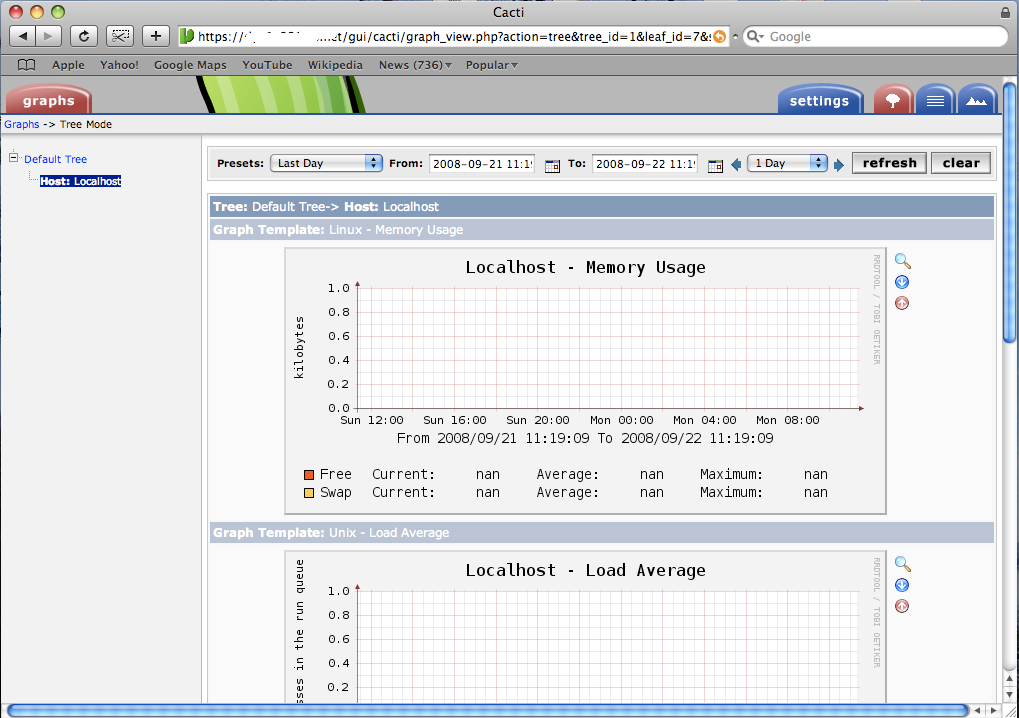 Cacti
https:// et/gui/cacti/graph_view.php?action=tree&tree_id=1&leaf_id=7&s
Google
Apple Yahoo! Google Maps YouTube Wikipedia News (736) Popular
graphs settings
Graphs -> Tree Mode
Default Tree
Host: Localhost
Presets: Last Day From: 2008-09-21 11:1 To: 2008-09-22 11:1 1 Day refresh clear
Tree: Default Tree-> Host: Localhost
Graph Template: Linux - Memory Usage
Localhost - Memory Usage
RRDTOOL / TOBI OETIKER
kilobytes
1.0
0.8
0.6
0.4
0.2
0.0
Sun 12:00 Sun 16:00 Sun 20:00 Mon 00:00 Mon 04:00 Mon 08:00
From 2008/09/21 11:19:09 To 2008/09/22 11:19:09
Free Current: nan Average: nan Maximum: nan
Swap Current: nan Average: nan Maximum: nan
Graph Template: Unix - Load Average
Localhost - Load Average
RRDTOOL / TOBI OETIKER
sses in the run queue
1.0
0.8
0.6
0.4
0.2